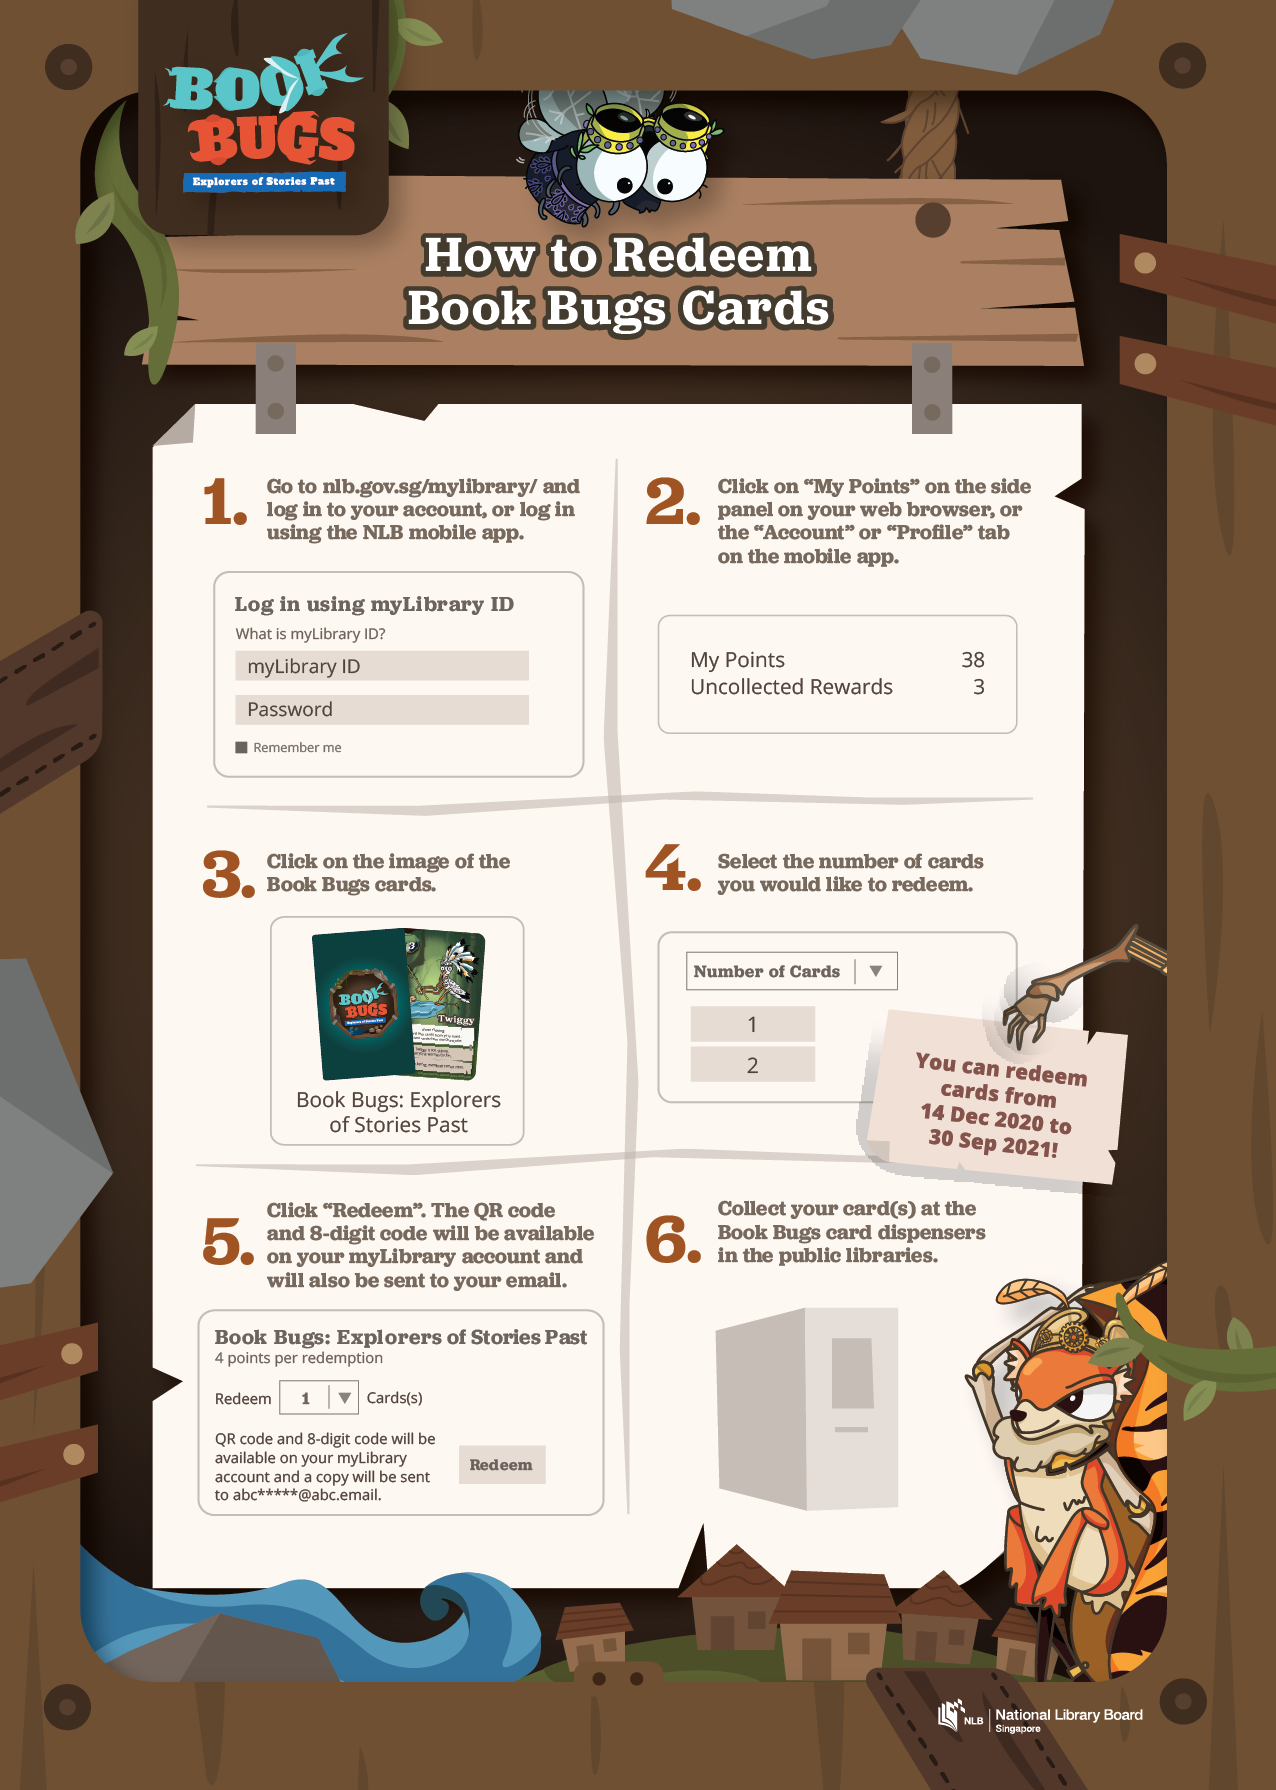 BOOK
BUGS
Explorers of Stories Past
How to Redeem
Book Bugs Cards
1.
Go to nlb.gov.sg/mylibrary/ and
log in to your account, or log in
using the NLB mobile app.
Log in using myLibrary ID
What is myLibrary ID?
myLibrary ID
Password
Remember me
2.
Click on “My Points” on the side
panel on your web browser, or
the “Account” or “Profile” tab
on the mobile app.
My Points 38
Uncollected Rewards 3
3.
Click on the image of the
Book Bugs cards.
BOOK
BUGS
Explorers of Stories Past
3
Twiggy
Book Bugs: Explorers
of Stories Past
4.
Select the number of cards
you would like to redeem.
Number of Cards
1
2
You can redeem
cards from
14 Dec 2020 to
30 Sep 2021!
5.
Click “Redeem”. The QR code
and 8-digit code will be available
on your myLibrary account and
will also be sent to your email.
Book Bugs: Explorers of Stories Past
4 points per redemption
Redeem 1 Cards(s)
QR code and 8-digit code will be
available on your myLibrary
account and a copy will be sent
to abc*****@abc.email.
Redeem
6.
Collect your card(s) at the
Book Bugs card dispensers
in the public libraries.
NLB National Library Board
Singapore